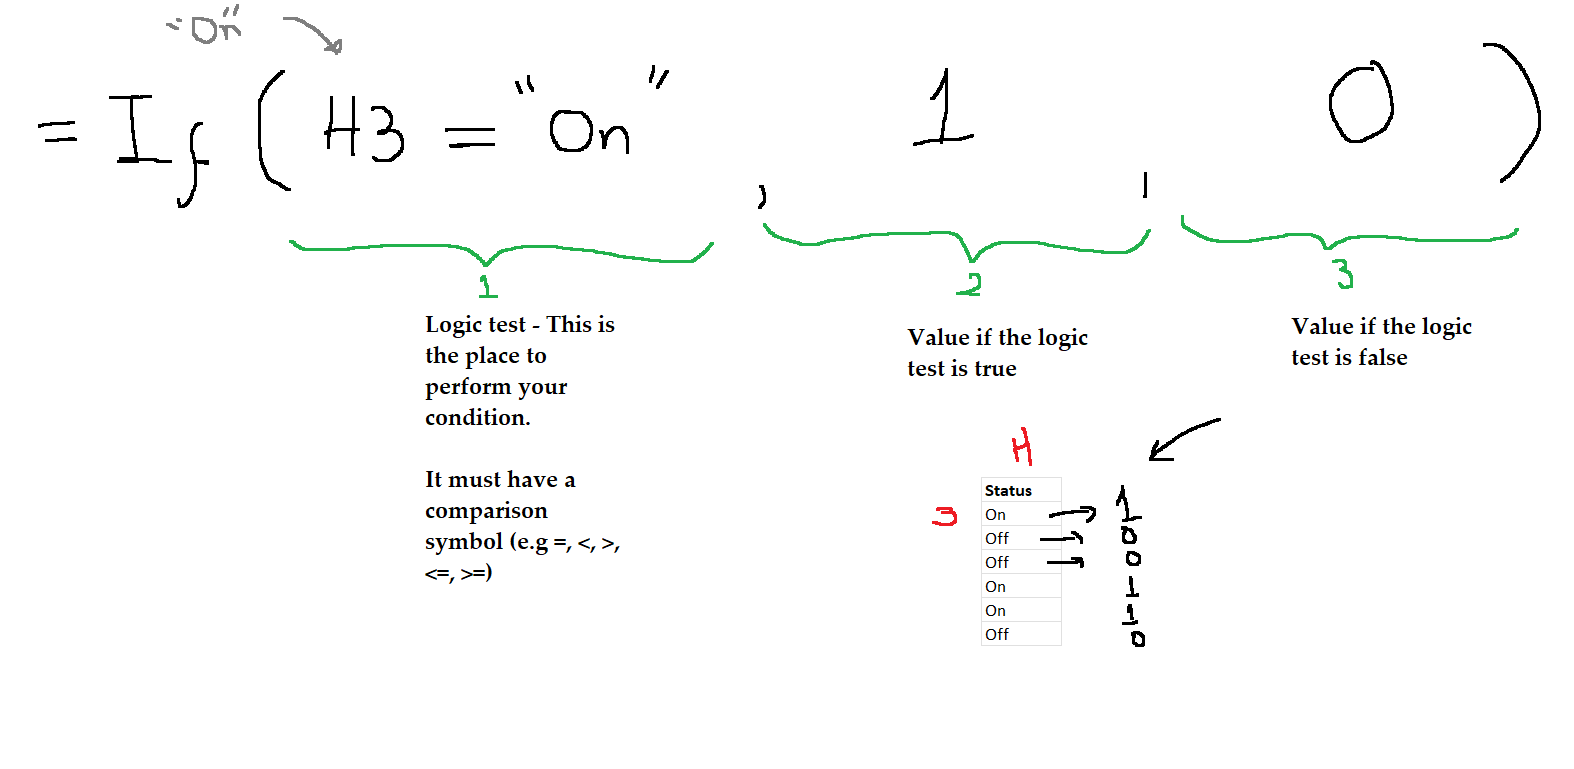 = On"
= If ( H3 = "On" , 1 , 0 )
1
2
3
Logic test - This is
the place to
perform your
condition.
It must have a
comparison
symbol (e.g =, <, >,
<=, >=)
Value if the logic
test is true
Value if the logic
test is false
H
Status
3 On 1
Off 0
Off 0
On 1
On 1
Off 0